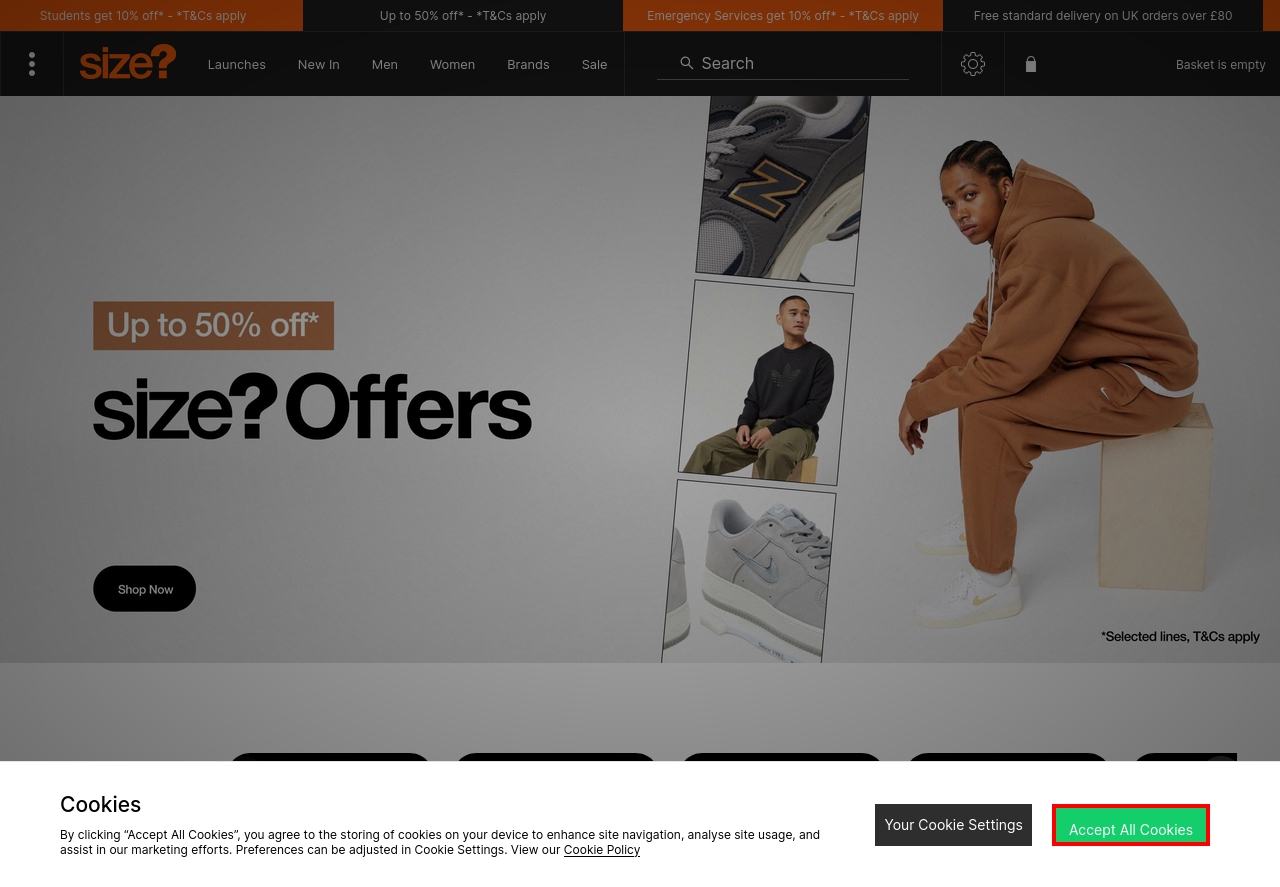 Students get 10% off* - *T&Cs apply
Up to 50% off* - *T&Cs apply
Emergency Services get 10% off* - *T&Cs apply
Free standard delivery on UK orders over £80
size?
Launches
New In
Men
Women
Brands
Sale
Search
Basket is empty
N
Up to 50% off*
size? Offers
Shop Now
*Selected lines, T&Cs apply
Cookies
By clicking “Accept All Cookies”, you agree to the storing of cookies on your device to enhance site navigation, analyse site usage, and
assist in our marketing efforts. Preferences can be adjusted in Cookie Settings. View our Cookie Policy
Your Cookie Settings
Accept All Cookies